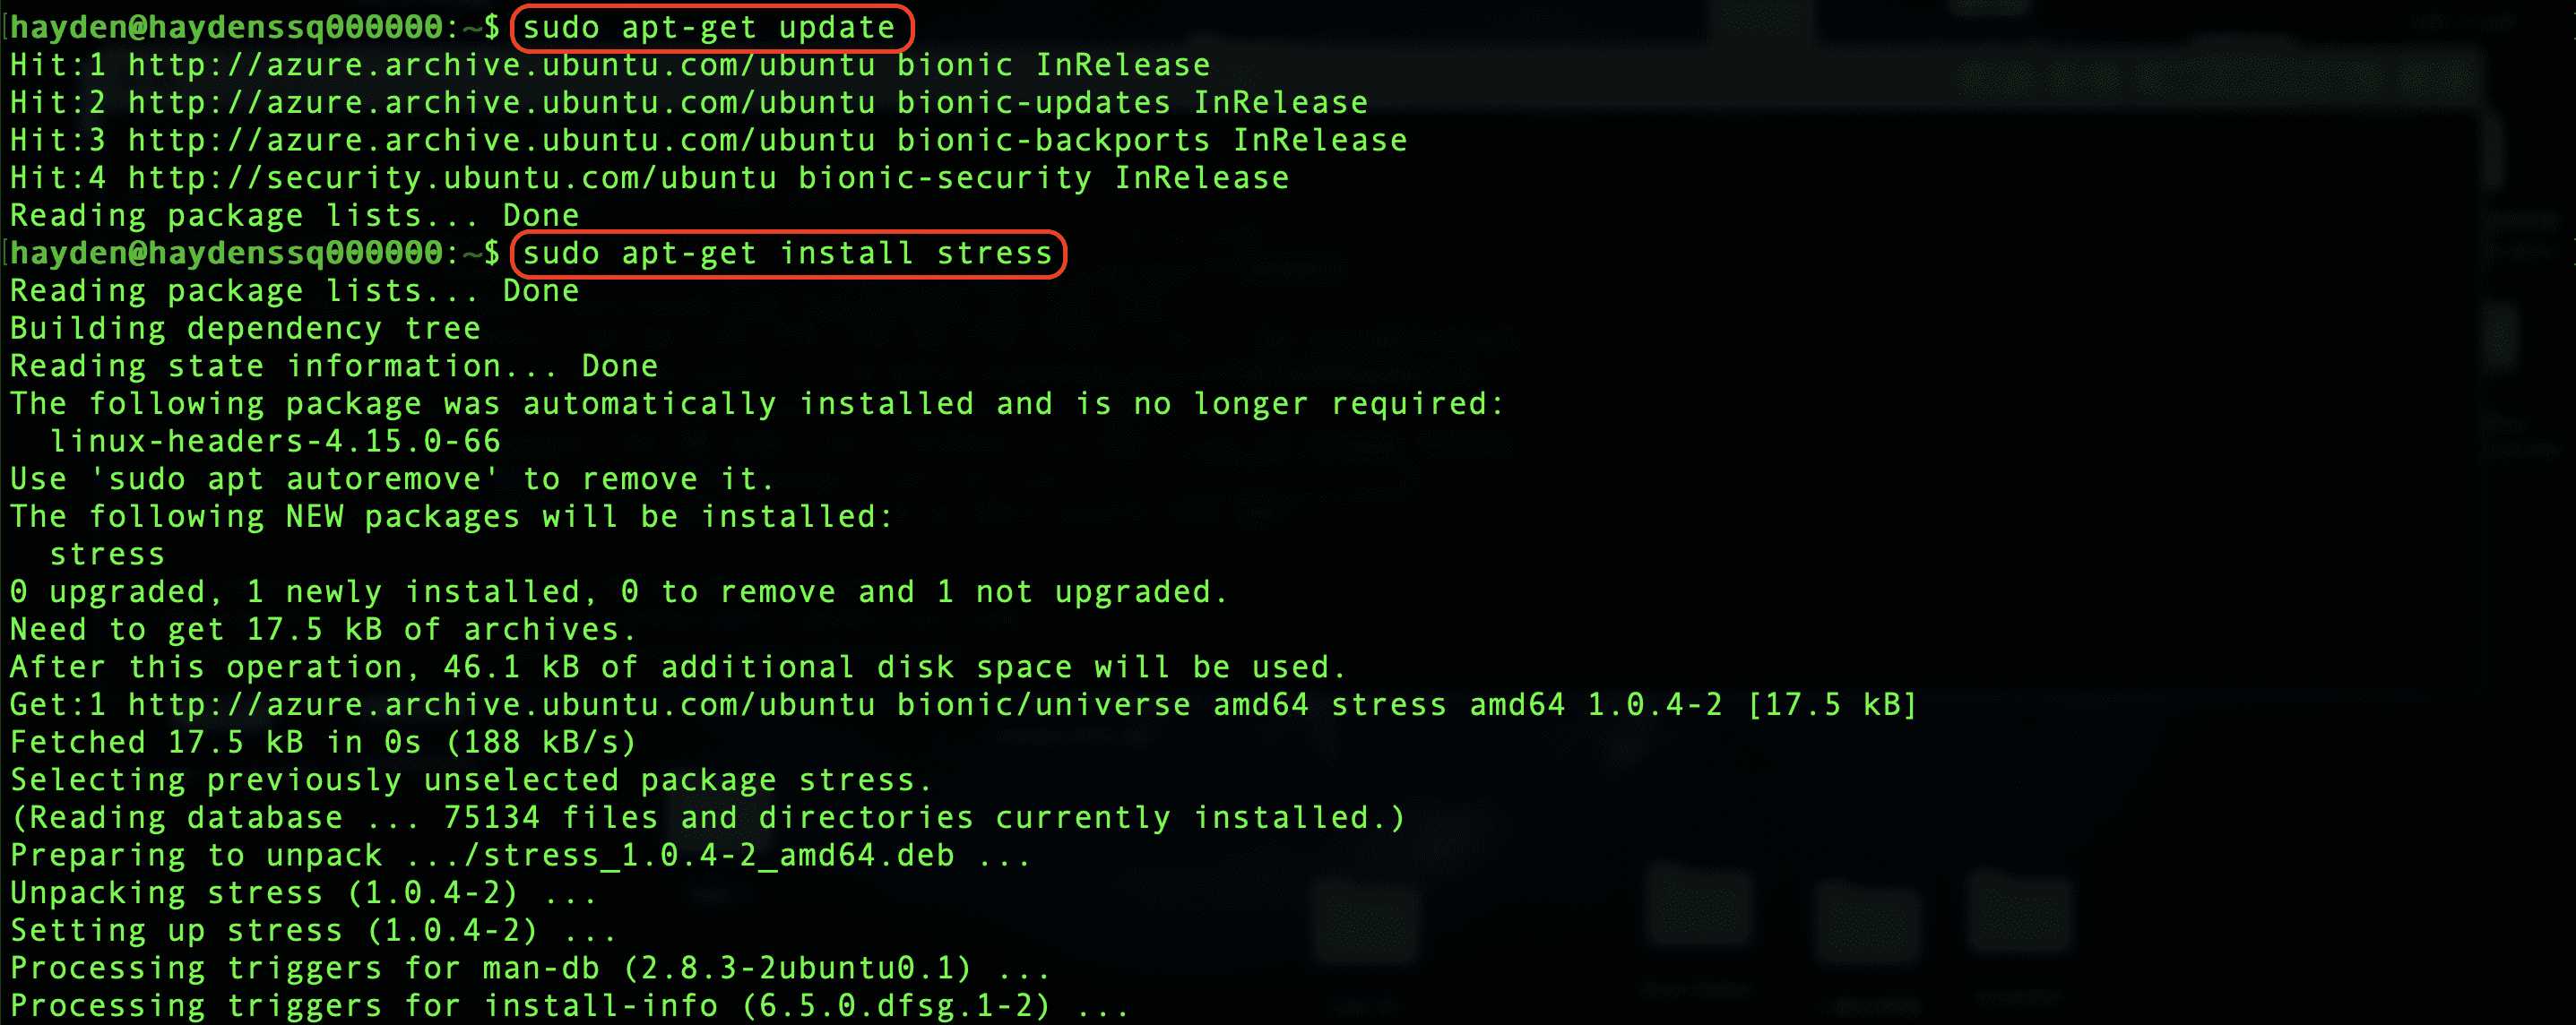 [hayden@haydenssq000000:~$ sudo apt-get update
Hit:1 http://azure.archive.ubuntu.com/ubuntu bionic InRelease
Hit:2 http://azure.archive.ubuntu.com/ubuntu bionic-updates InRelease
Hit:3 http://azure.archive.ubuntu.com/ubuntu bionic-backports InRelease
Hit:4 http://security.ubuntu.com/ubuntu bionic-security InRelease
Reading package lists... Done
[hayden@haydenssq000000:~$ sudo apt-get install stress
Reading package lists... Done
Building dependency tree
Reading state information... Done
The following package was automatically installed and is no longer required:
  linux-headers-4.15.0-66
Use 'sudo apt autoremove' to remove it.
The following NEW packages will be installed:
  stress
0 upgraded, 1 newly installed, 0 to remove and 1 not upgraded.
Need to get 17.5 kB of archives.
After this operation, 46.1 kB of additional disk space will be used.
Get:1 http://azure.archive.ubuntu.com/ubuntu bionic/universe amd64 stress amd64 1.0.4-2 [17.5 kB]
Fetched 17.5 kB in 0s (188 kB/s)
Selecting previously unselected package stress.
(Reading database ... 75134 files and directories currently installed.)
Preparing to unpack .../stress_1.0.4-2_amd64.deb ...
Unpacking stress (1.0.4-2) ...
Setting up stress (1.0.4-2) ...
Processing triggers for man-db (2.8.3-2ubuntu0.1) ...
Processing triggers for install-info (6.5.0.dfsg.1-2) ...